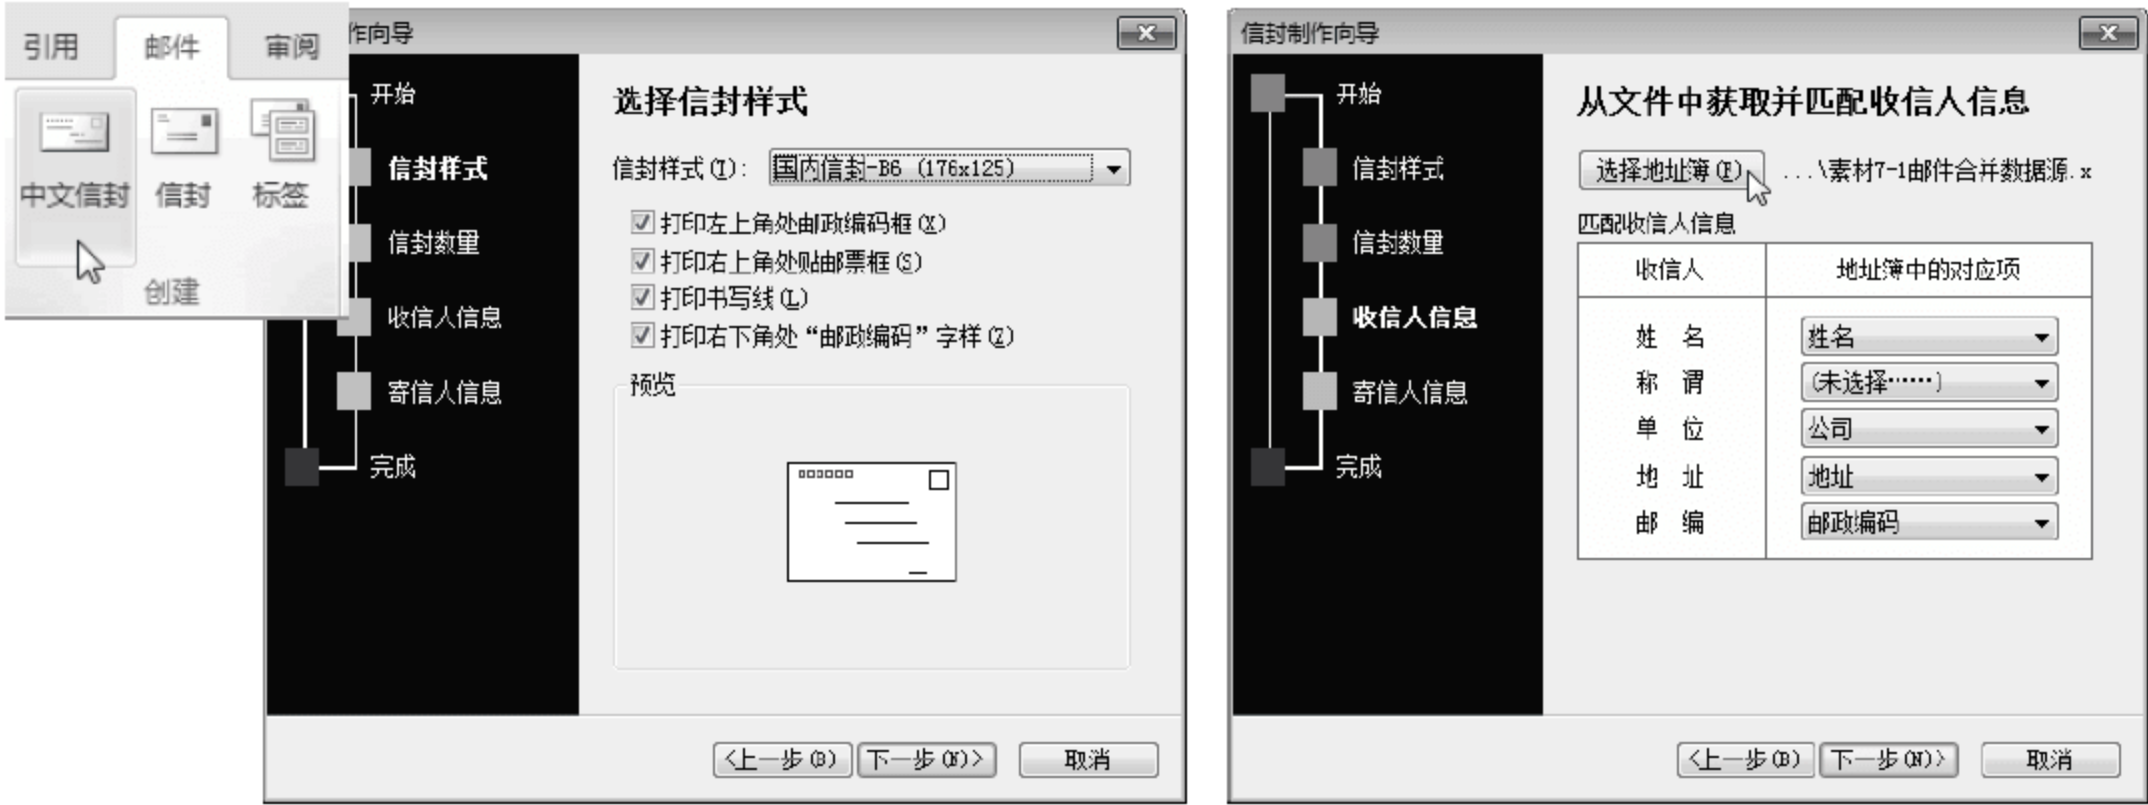 引用 邮件 审阅
中文信封 信封 标签
创建
作向导
开始
信封样式
信封数量
收信人信息
寄信人信息
完成
选择信封样式
信封样式(T): 国内信封-B6 (176x125)
打印左上角处邮政编码框(X)
打印右上角处贴邮票框(S)
打印书写线(L)
打印右下角处“邮政编码”字样(Z)
预览
<上一步(B) 下一步(N)> 取消
信封制作向导
开始
信封样式
信封数量
收信人信息
寄信人信息
完成
从文件中获取并匹配收信人信息
选择地址簿(F) ...\素材7-1邮件合并数据源.x
匹配收信人信息
收信人 地址簿中的对应项
姓 名 姓名
称 谓 (未选择……)
单 位 公司
地 址 地址
邮 编 邮政编码
<上一步(B) 下一步(N)> 取消